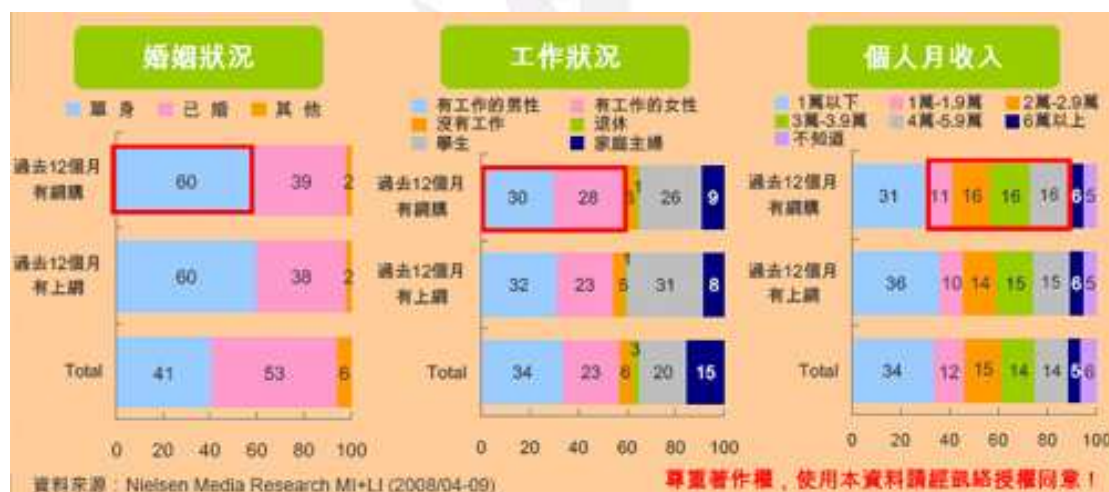 婚姻狀況
單 身 已 婚 其 他
過去12個月
有網購
60 39 2
過去12個月
有上網
60 38 2
Total
41 53 6
0 20 40 60 80 100
工作狀況
有工作的男性 有工作的女性
沒有工作 退休
學生 家庭主婦
過去12個月
有網購
30 28 5 1 26 9
過去12個月
有上網
32 23 5 1 31 8
Total
34 23 6 3 20 15
0 20 40 60 80 100
個人月收入
1萬以下 1萬-1.9萬 2萬-2.9萬
3萬-3.9萬 4萬-5.9萬 6萬以上
不知道
過去12個月
有網購
31 11 16 16 16 6 5
過去12個月
有上網
36 10 14 15 15 6 5
Total
34 12 15 14 14 5 6
0 20 40 60 80 100
資料來源：Nielsen Media Research MI+LI (2008/04-09)
尊重著作權，使用本資料請經凱絡授權同意！